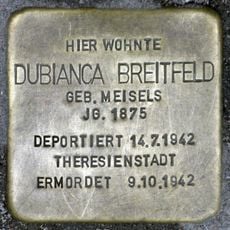 HIER WOHNTE
DUBIANCA BREITFELD
GEB. MEISELS
JG. 1875
DEPORTIERT 14.7.1942
THERESIENSTADT
ERMORDET 9.10.1942